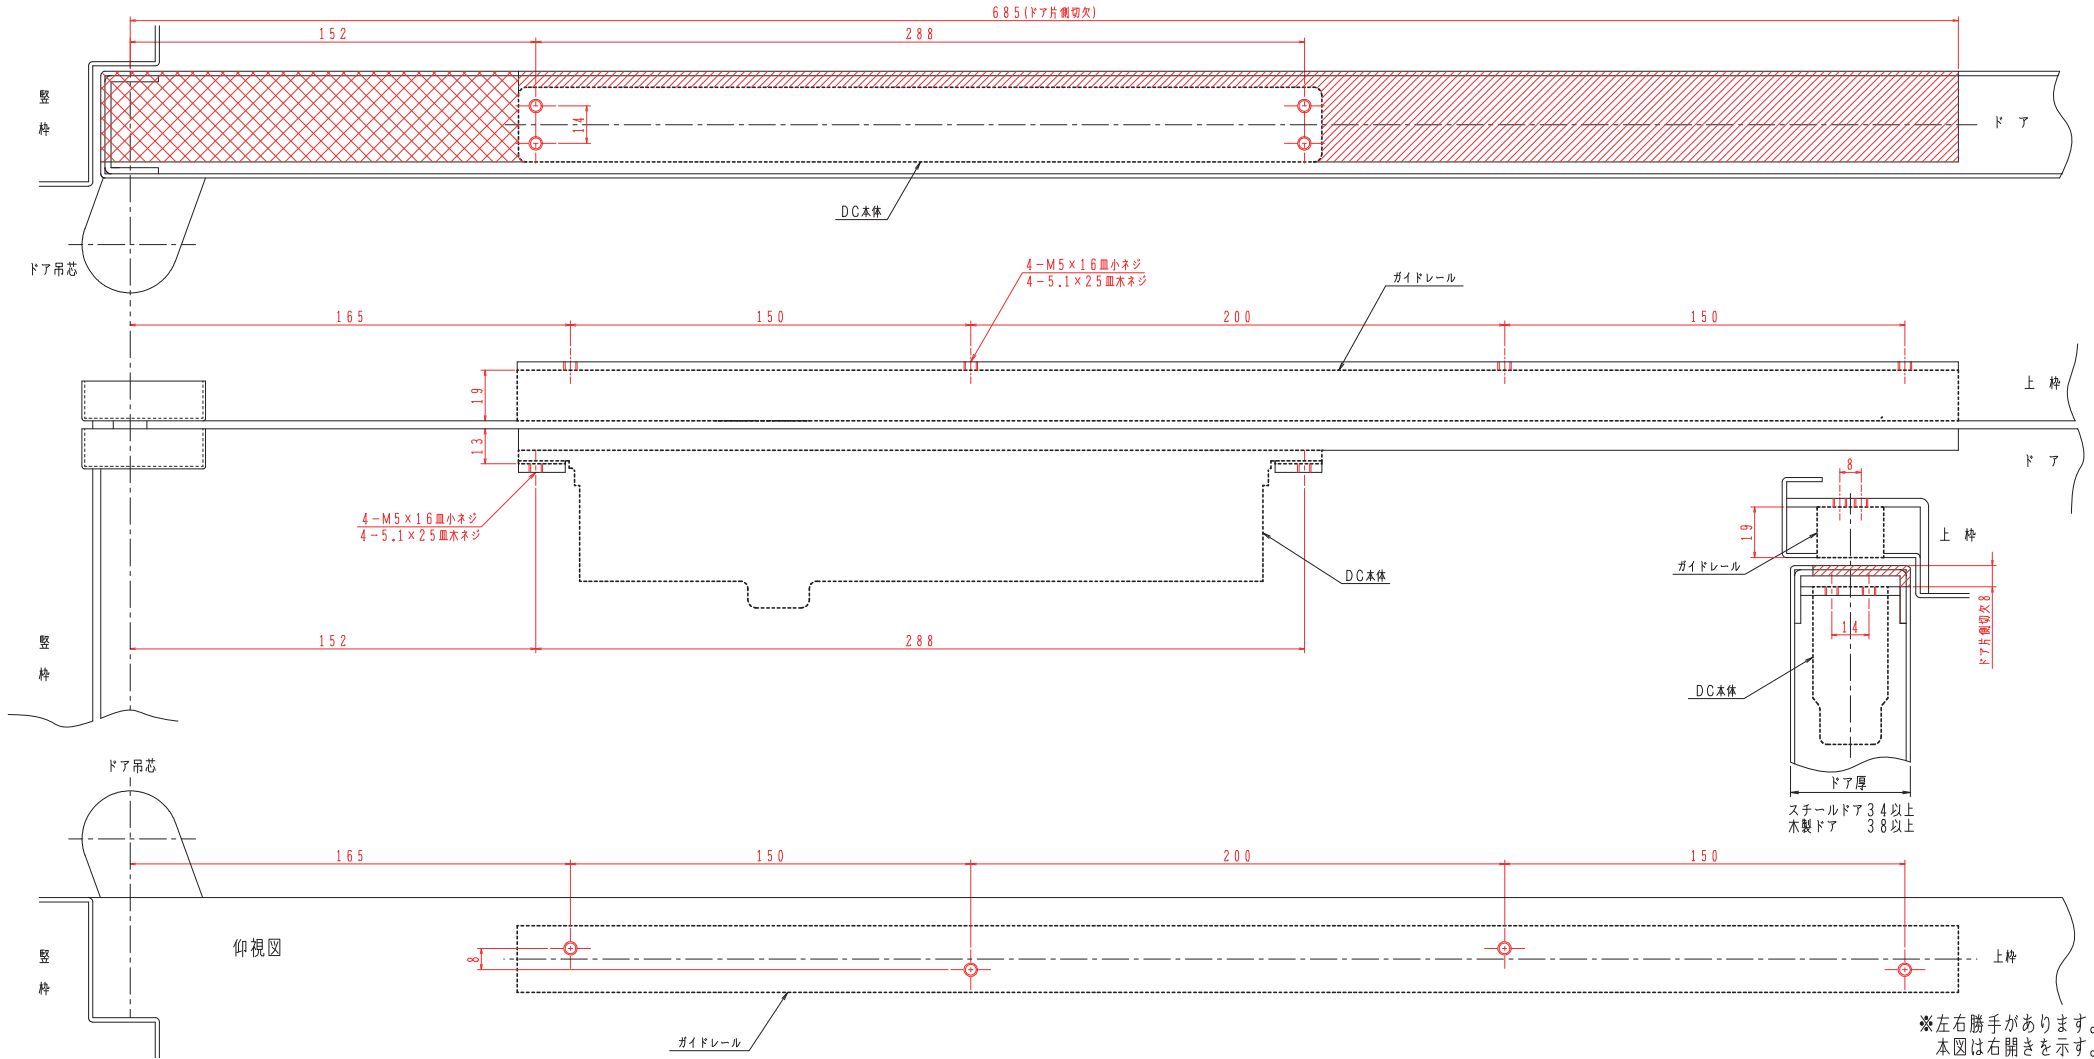 685(ドア片側切欠)
152
288
竪
枠
14
ド ア
DC本体
ドア吊芯
4-M5×16皿小ネジ
4-5.1×25皿木ネジ
ガイドレール
165
150
200
150
19
上 枠
13
ド ア
4-M5×16皿小ネジ
4-5.1×25皿木ネジ
DC本体
8
19
上 枠
ガイドレール
ドア片側切欠8
14
DC本体
152
288
竪
枠
ドア厚
スチールドア34以上
木製ドア 38以上
ドア吊芯
165
150
200
150
仰視図
竪
枠
8
上枠
ガイドレール
※左右勝手があります。
本図は右開きを示す。